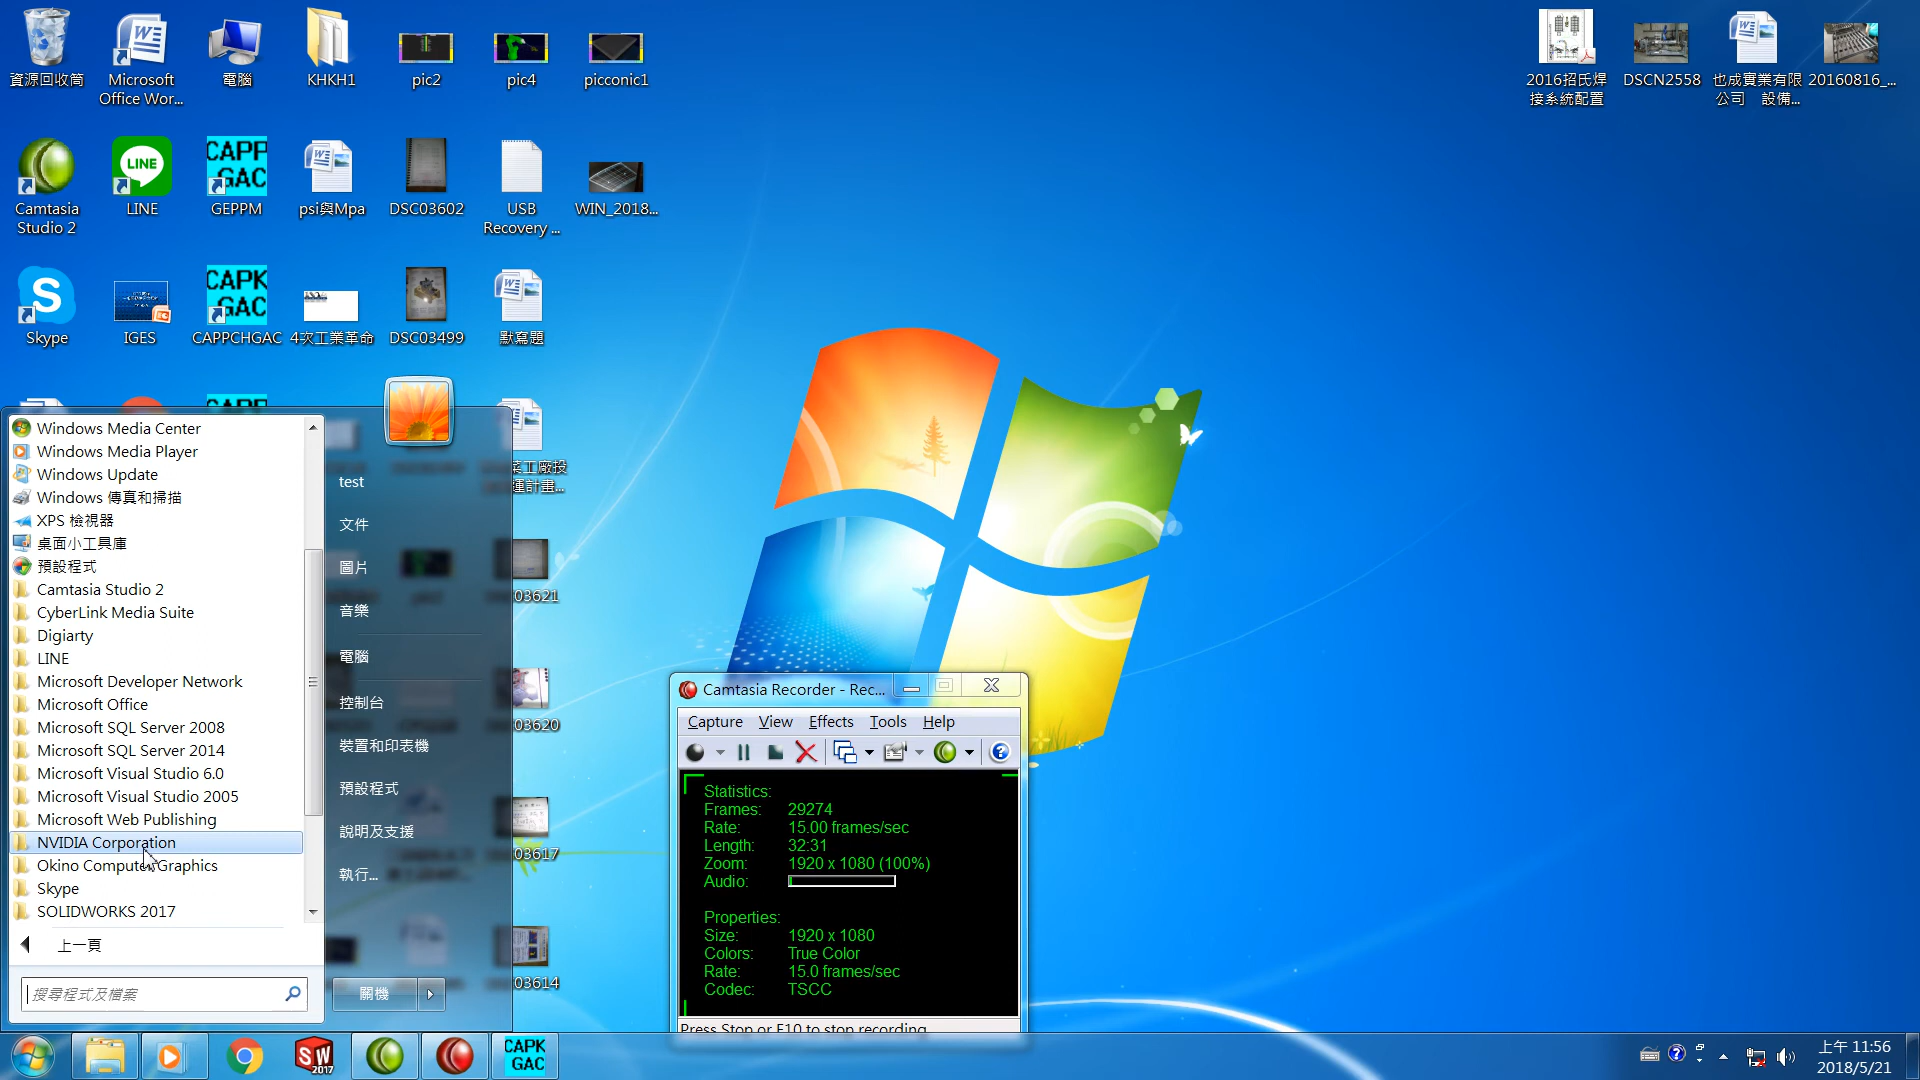 資源回收筒
Microsoft
Office Wor...
電腦
KHKH1
pic2
pic4
picconic1
2016招氏焊
接系統配置
DSCN2558
也成實業有限
公司 設備...
20160816_...
Camtasia
Studio 2
LINE
LINE
CAPP
GAC
GEPPM
psi與Mpa
DSC03602
USB
Recovery ...
WIN_2018...
Skype
IGES
CAPK
GAC
CAPPCHGAC
4次工業革命
DSC03499
默寫題
Windows Media Center
Windows Media Player
Windows Update
Windows 傳真和掃描
XPS 檢視器
桌面小工具庫
預設程式
Camtasia Studio 2
CyberLink Media Suite
Digiarty
LINE
Microsoft Developer Network
Microsoft Office
Microsoft SQL Server 2008
Microsoft SQL Server 2014
Microsoft Visual Studio 6.0
Microsoft Visual Studio 2005
Microsoft Web Publishing
NVIDIA Corporation
Okino Computer Graphics
Skype
SOLIDWORKS 2017
上一頁
搜尋程式及檔案
test
文件
圖片
音樂
電腦
控制台
裝置和印表機
預設程式
說明及支援
執行...
關機
工廠投
運計畫...
03621
03620
03617
03614
Camtasia Recorder - Rec...
Capture View Effects Tools Help
Statistics:
Frames: 29274
Rate: 15.00 frames/sec
Length: 32:31
Zoom: 1920 x 1080 (100%)
Audio:
Properties:
Size: 1920 x 1080
Colors: True Color
Rate: 15.0 frames/sec
Codec: TSCC
Press Stop or F10 to stop recording
SW
2017
CAPK
GAC
上午 11:56
2018/5/21